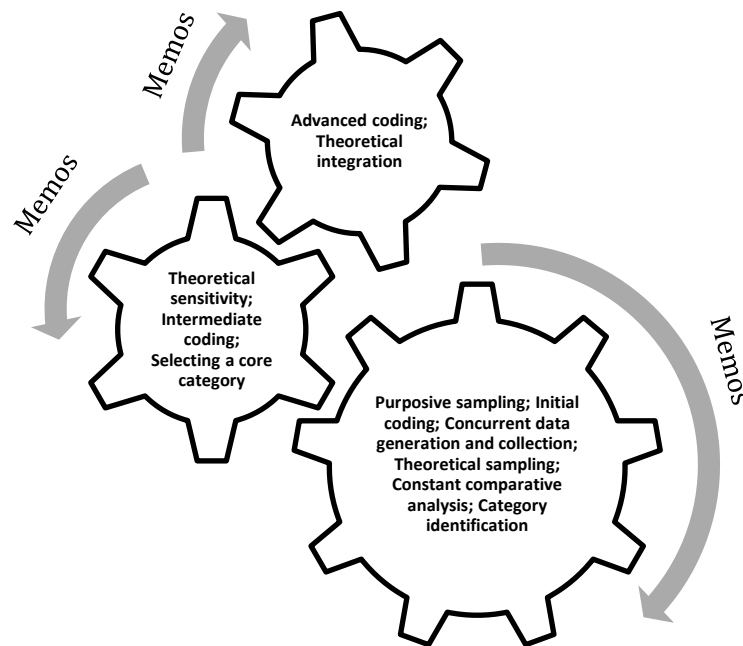 Memos
Advanced coding;
Theoretical
integration
Memos
Theoretical
sensitivity;
Intermediate
coding;
Selecting a core
category
Memos
Purposive sampling; Initial
coding; Concurrent data
generation and collection;
Theoretical sampling;
Constant comparative
analysis; Category
identification